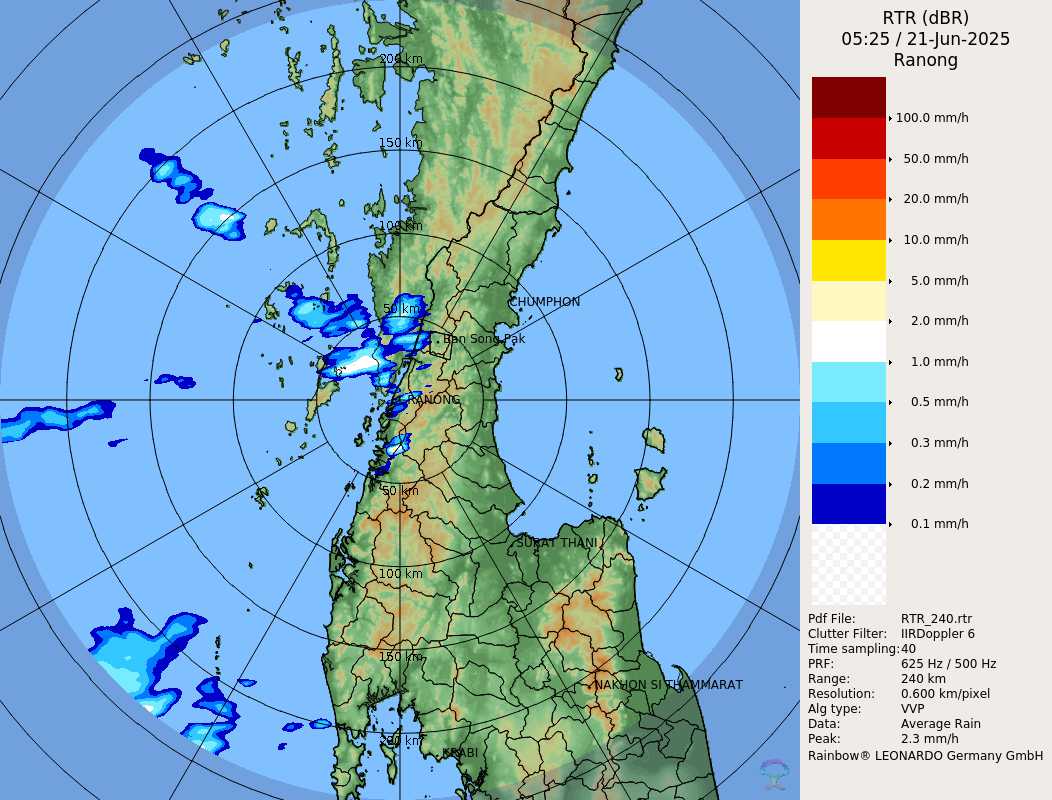 RTR (dBR)
05:25 / 21-Jun-2025
Ranong
100.0 mm/h
50.0 mm/h
20.0 mm/h
10.0 mm/h
5.0 mm/h
2.0 mm/h
1.0 mm/h
0.5 mm/h
0.3 mm/h
0.2 mm/h
0.1 mm/h
Pdf File: RTR_240.rtr
Clutter Filter: IIRDoppler 6
Time sampling:40
PRF: 625 Hz / 500 Hz
Range: 240 km
Resolution: 0.600 km/pixel
Alg type: VVP
Data: Average Rain
Peak: 2.3 mm/h
Rainbow® LEONARDO Germany GmbH
200 km
150 km
100 km
CHUMPHON
50 km
Ban Song Pak
RANONG
50 km
SURAT THANI
100 km
150 km
NAKHON SI THAMMARAT
200 km
KRABI